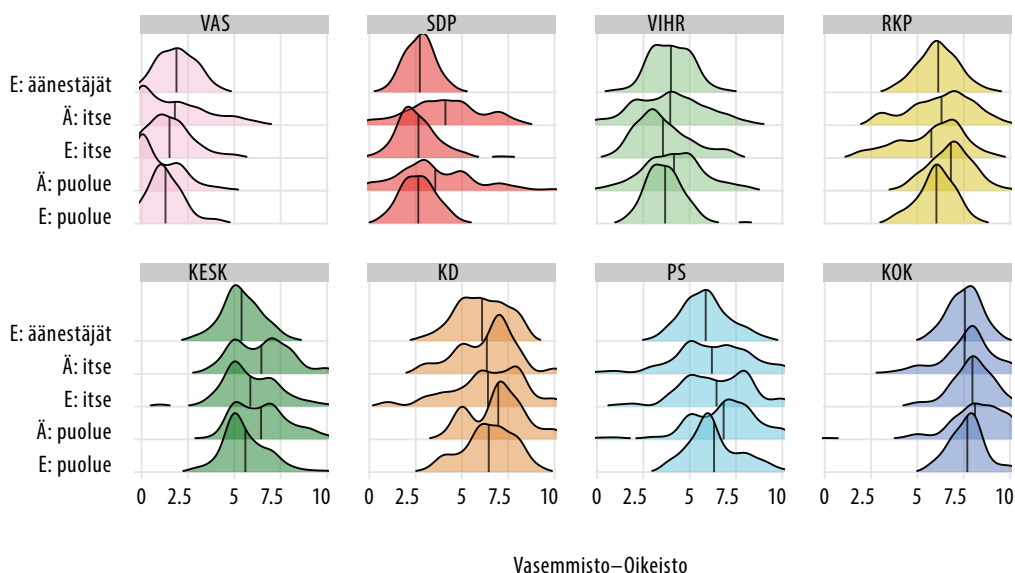 VAS SDP VIHR RKP
E: äänestäjät
Ä: itse
E: itse
Ä: puolue
E: puolue
KESK KD PS KOK
E: äänestäjät
Ä: itse
E: itse
Ä: puolue
E: puolue
0 2.5 5 7.5 10 0 2.5 5 7.5 10 0 2.5 5 7.5 10 0 2.5 5 7.5 10
Vasemmisto–Oikeisto